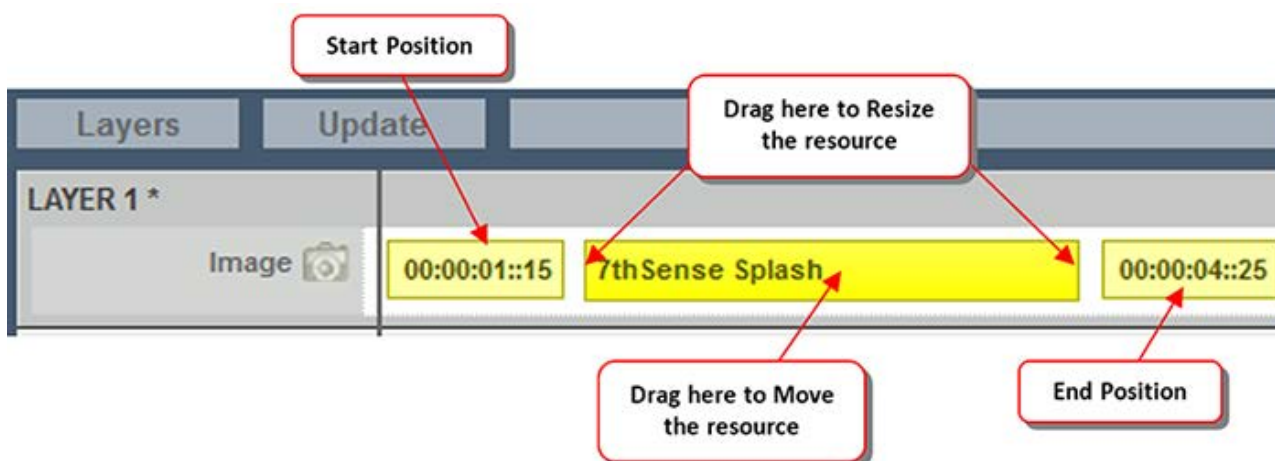 Start Position
Layers
Update
Drag here to Resize
the resource
LAYER 1 *
Image
00:00:01::15
7thSense Splash
00:00:04::25
Drag here to Move
the resource
End Position